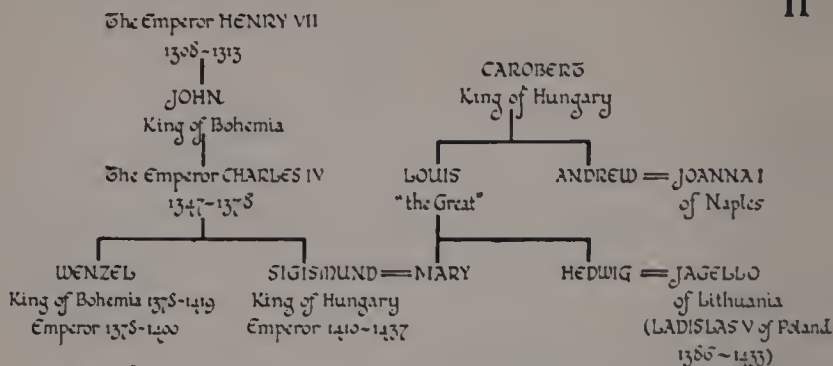 II
The Emperor HENRY VII
1308-1313
JOHN
King of Bohemia
The Emperor CHARLES IV
1347-1378
WENZEL
King of Bohemia 1378-1419
Emperor 1378-1400
SIGISMUND
King of Hungary
Emperor 1410-1437
CAROBERT
King of Hungary
LOUIS
"the Great"
ANDREW = JOANNA I
of Naples
= MARY
HEDWIG = JAGELLO
of Lithuania
(LADISLAS V of Poland
1386-1433)